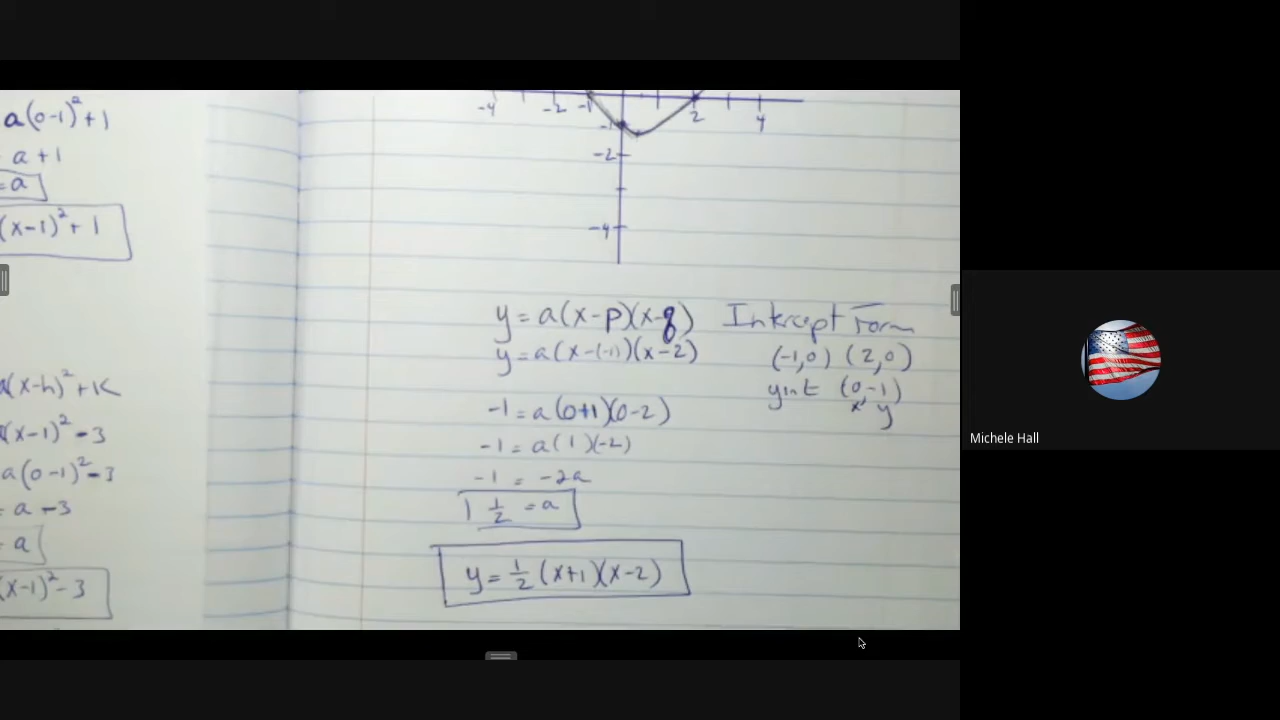 a(0-1)²+1
a+1
=a
(x-1)²+1
a(x-h)²+K
(x-1)²-3
a(0-1)²-3
= a-3
= a
(x-1)²-3
-4 -2 -1 2 4
-1
-2
-4
y = a(x-p)(x-q) Intercept Form
y = a(x-(-1))(x-2) (-1,0) (2,0)
y int (0,-1)
x y
-1 = a(0+1)(0-2)
-1 = a(1)(-2)
-1 = -2a
1/2 = a
y = 1/2 (x+1)(x-2)
Michele Hall